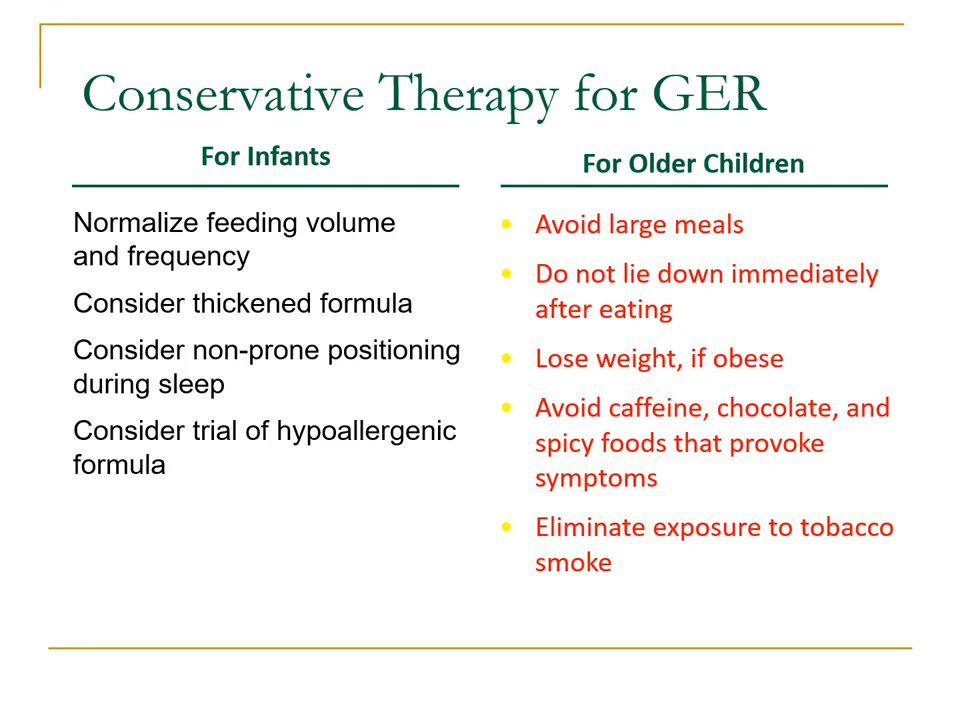 Conservative Therapy for GER
For Infants
Normalize feeding volume
and frequency
Consider thickened formula
Consider non-prone positioning
during sleep
Consider trial of hypoallergenic
formula
For Older Children
• Avoid large meals
• Do not lie down immediately
after eating
• Lose weight, if obese
• Avoid caffeine, chocolate, and
spicy foods that provoke
symptoms
• Eliminate exposure to tobacco
smoke